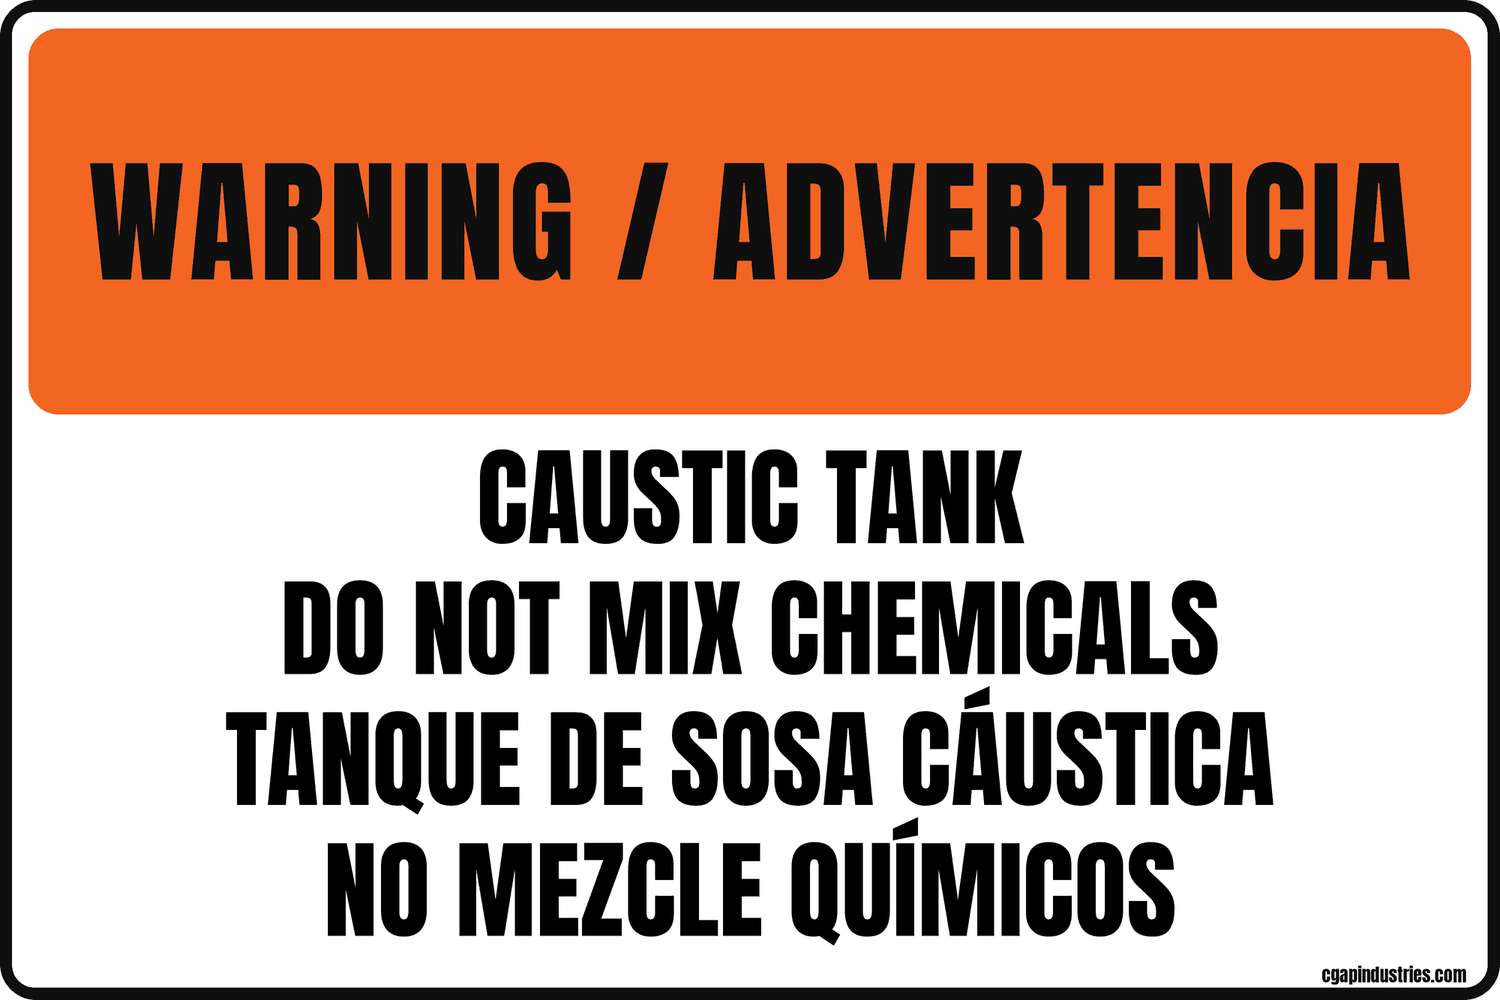 WARNING / ADVERTENCIA
CAUSTIC TANK
DO NOT MIX CHEMICALS
TANQUE DE SOSA CÁUSTICA
NO MEZCLE QUÍMICOS
cgapindustries.com